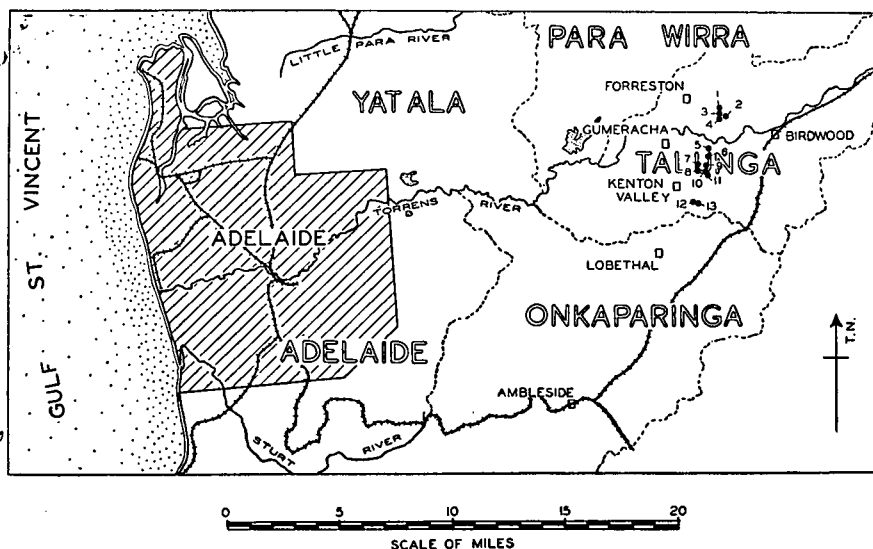 PARA WIRRA
LITTLE PARA RIVER
YATALA
FORRESTON
1
2
3
4
GUMERACHA
BIRDWOOD
5
6
TALUNGA
7
8
9
10
11
KENTON
VALLEY
12
13
TORRENS RIVER
ADELAIDE
LOBETHAL
ONKAPARINGA
ADELAIDE
AMBLESIDE
STURT RIVER
GULF ST. VINCENT
T.N.
0 5 10 15 20
SCALE OF MILES